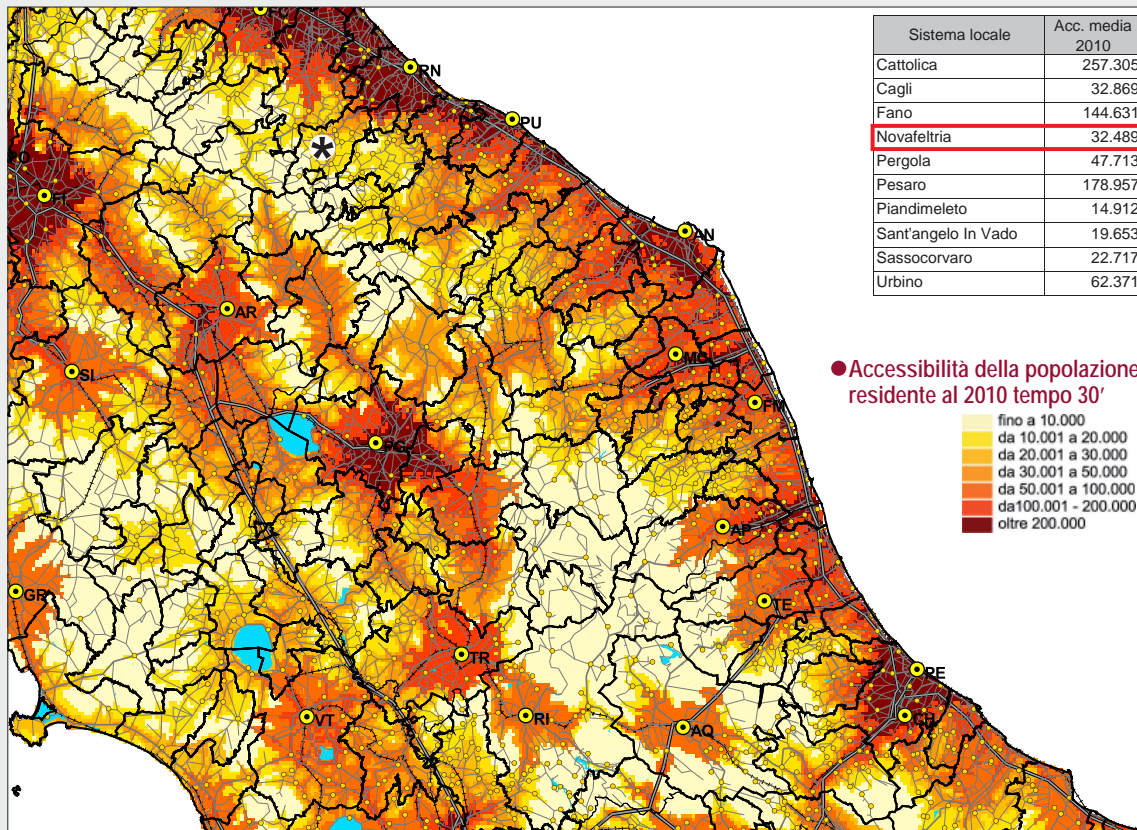 Sistema locale
Acc. media 2010
Cattolica 257.305
Cagli 32.869
Fano 144.631
Novafeltria 32.489
Pergola 47.713
Pesaro 178.957
Piandimeleto 14.912
Sant'angelo In Vado 19.653
Sassocorvaro 22.717
Urbino 62.371
Accessibilità della popolazione
residente al 2010 tempo 30'
fino a 10.000
da 10.001 a 20.000
da 20.001 a 30.000
da 30.001 a 50.000
da 50.001 a 100.000
da100.001 - 200.000
oltre 200.000
RN
PU
*
FI
AN
AR
MC
SI
FM
AP
GR
TE
TR
PE
VT
RI
AQ
CH